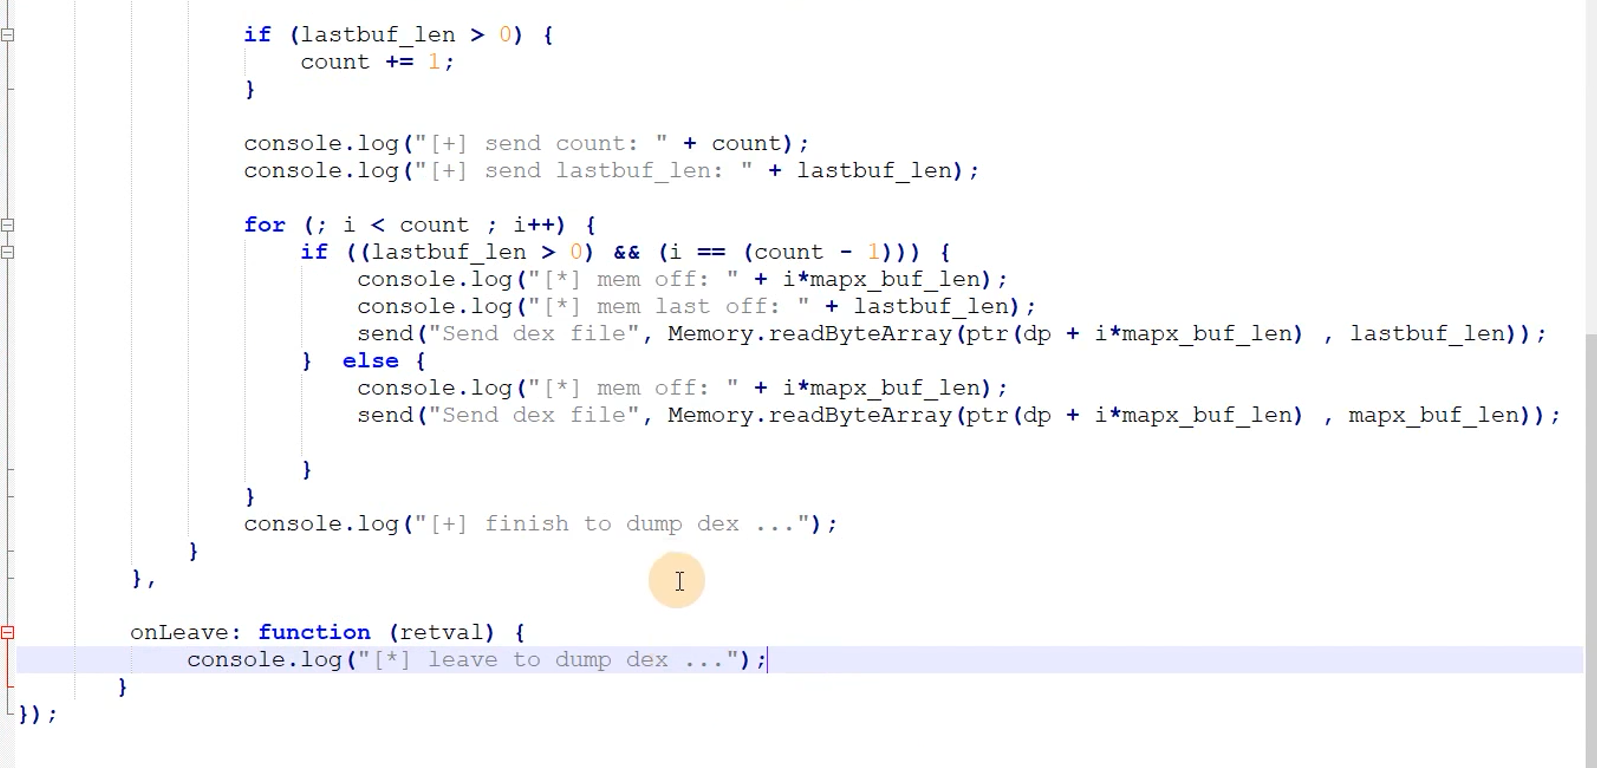 if (lastbuf_len > 0) {
count += 1;
}
console.log("[+] send count: " + count);
console.log("[+] send lastbuf_len: " + lastbuf_len);
for (; i < count ; i++) {
if ((lastbuf_len > 0) && (i == (count - 1))) {
console.log("[*] mem off: " + i*mapx_buf_len);
console.log("[*] mem last off: " + lastbuf_len);
send("Send dex file", Memory.readByteArray(ptr(dp + i*mapx_buf_len) , lastbuf_len));
} else {
console.log("[*] mem off: " + i*mapx_buf_len);
send("Send dex file", Memory.readByteArray(ptr(dp + i*mapx_buf_len) , mapx_buf_len));
}
}
console.log("[+] finish to dump dex ...");
}
},
onLeave: function (retval) {
console.log("[*] leave to dump dex ...");
}
});